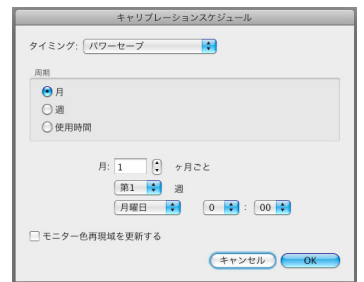 キャリブレーションスケジュール
タイミング: パワーセーブ
周期
月
週
使用時間
月: 1 ヶ月ごと
第1 週
月曜日 0 : 00
モニター色再現域を更新する
キャンセル OK